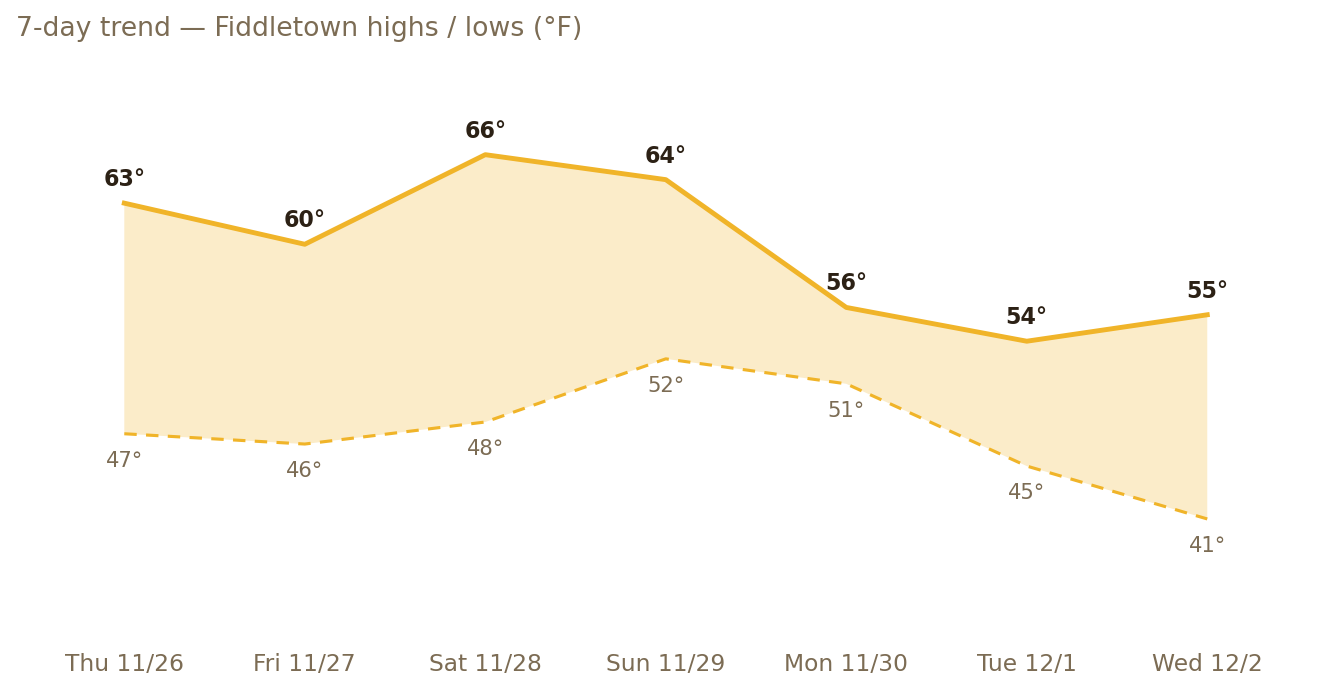 7-day trend — Fiddletown highs / lows (°F)
63° 60° 66° 64° 56° 54° 55°
47° 46° 48° 52° 51° 45° 41°
Thu 11/26 Fri 11/27 Sat 11/28 Sun 11/29 Mon 11/30 Tue 12/1 Wed 12/2